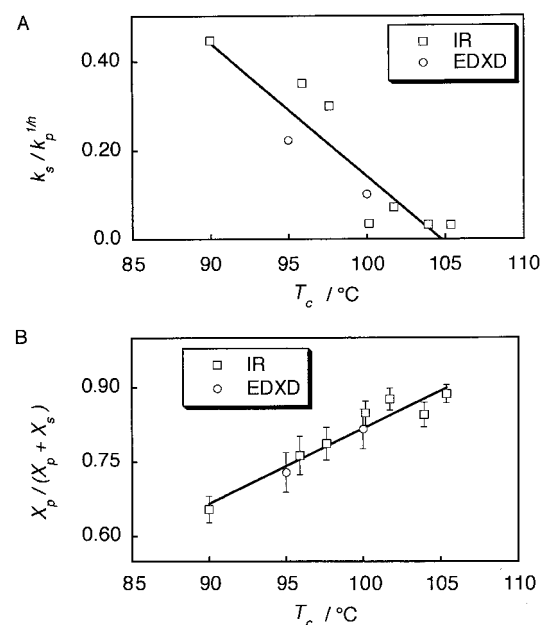 A
IR
EDXD
0.40
0.20
0.0
k_s / k_p^{1/n}
85 90 95 100 105 110
T_c / °C
B
IR
EDXD
0.90
0.75
0.60
X_p / (X_p + X_s)
85 90 95 100 105 110
T_c / °C